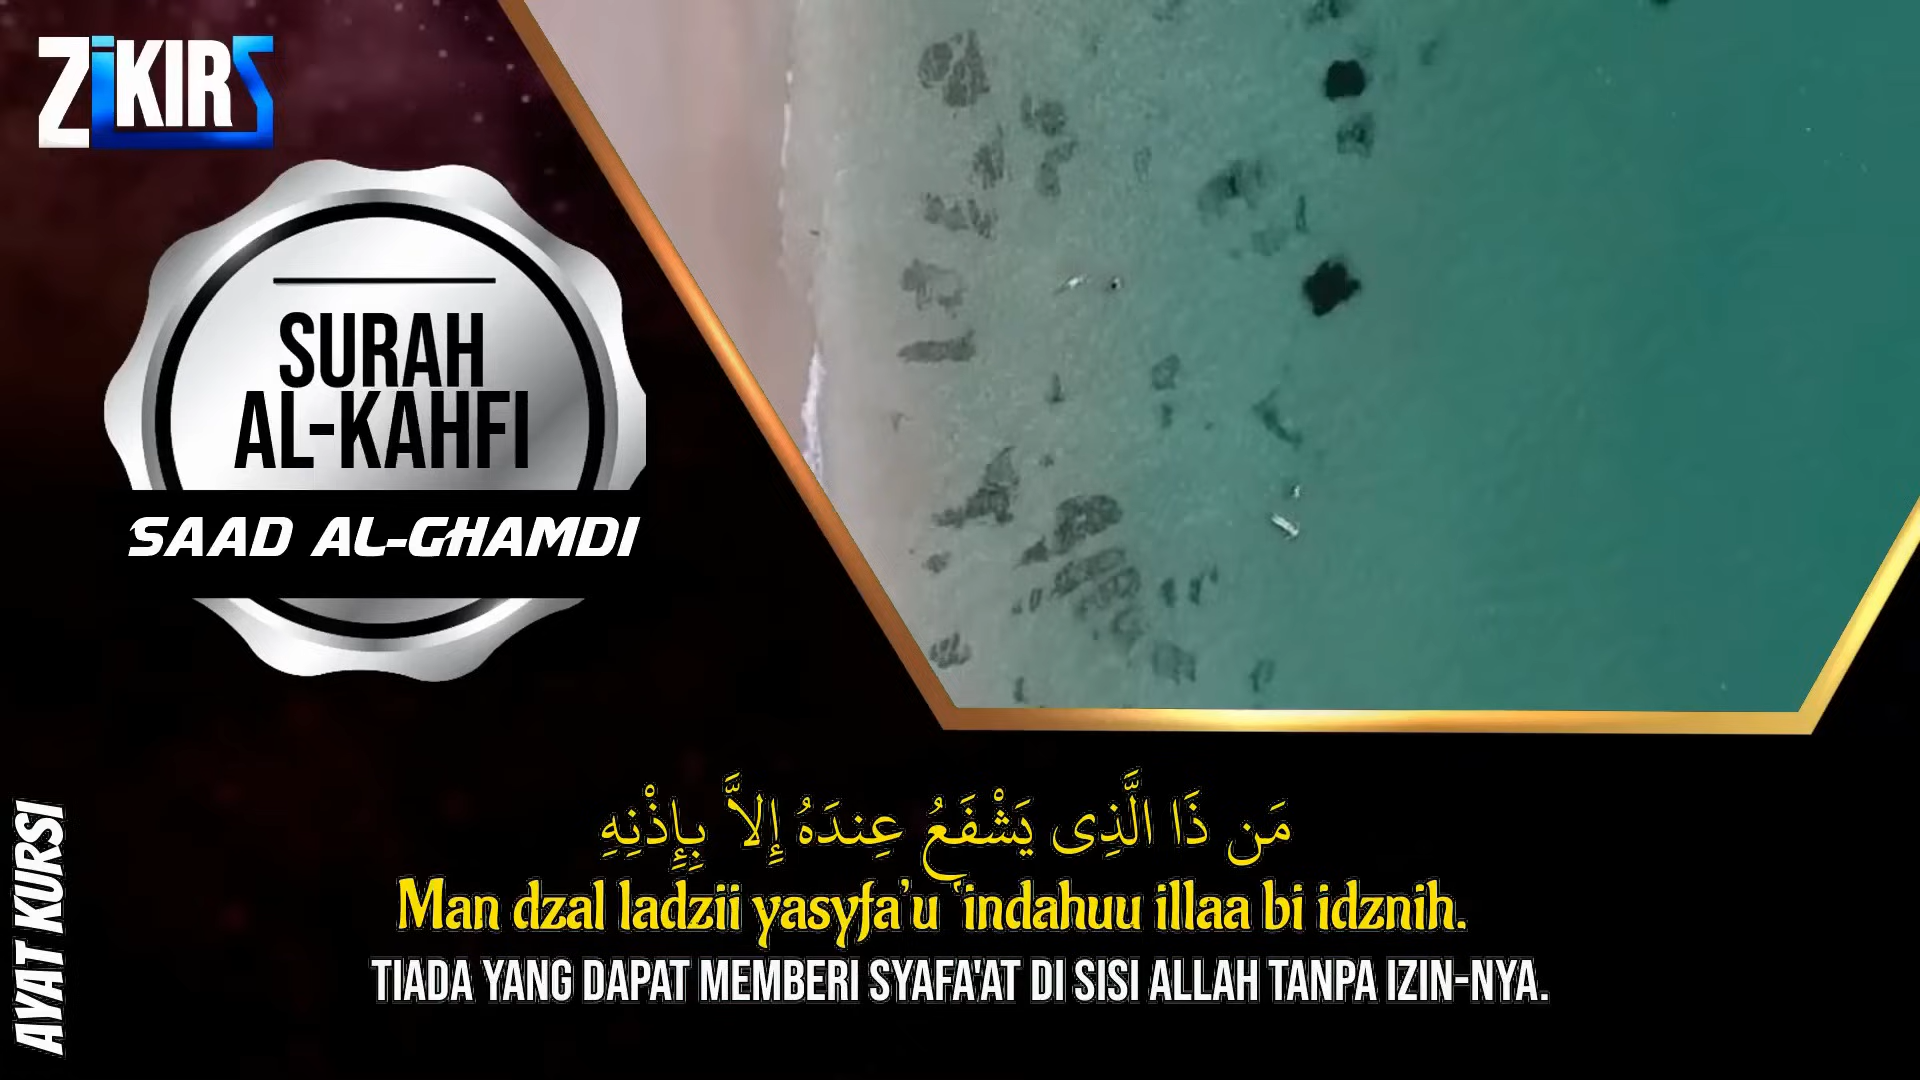 ZIKIRS
SURAH
AL-KAHFI
SAAD AL-GHAMDI
مَن ذَا الَّذِى يَشْفَعُ عِندَهُ إِلاَّ بِإِذْنِهِ
Man dzal ladzii yasyfa’u ‘indahuu illaa bi idznih.
TIADA YANG DAPAT MEMBERI SYAFA'AT DI SISI ALLAH TANPA IZIN-NYA.
AYAT KURSI